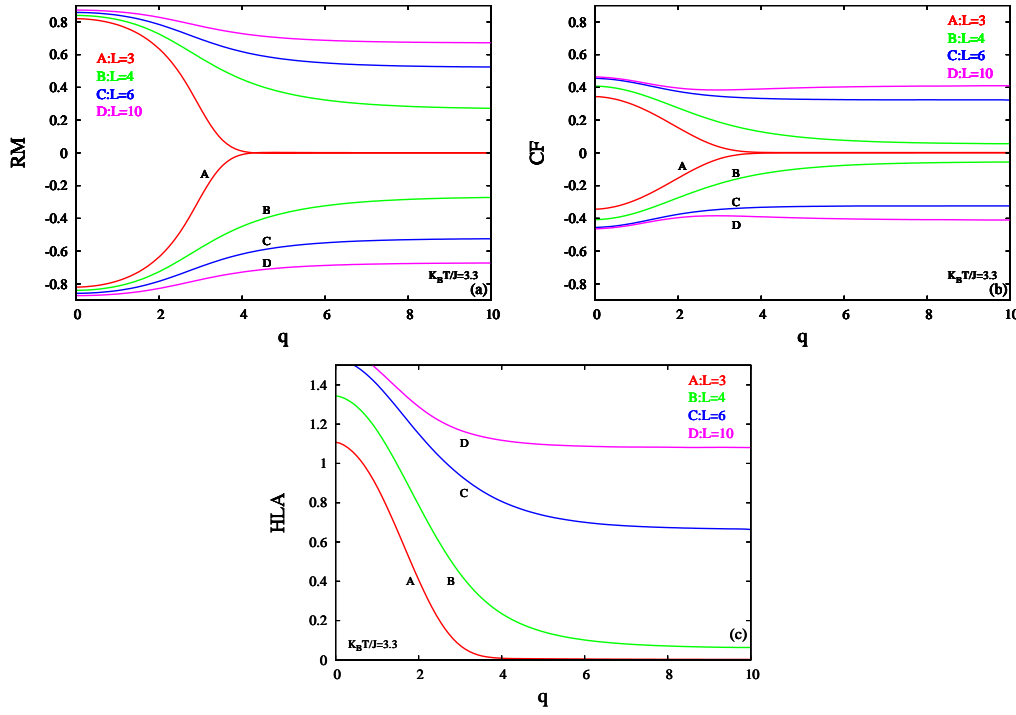 0.8
0.6
0.4
0.2
0
-0.2
-0.4
-0.6
-0.8
RM
A:L=3
B:L=4
C:L=6
D:L=10
A
B
C
D
K_BT/J=3.3
(a)
0 2 4 6 8 10
q
0.8
0.6
0.4
0.2
0
-0.2
-0.4
-0.6
-0.8
CF
A:L=3
B:L=4
C:L=6
D:L=10
A
B
C
D
K_BT/J=3.3
(b)
0 2 4 6 8 10
q
1.4
1.2
1
0.8
0.6
0.4
0.2
0
HLA
A:L=3
B:L=4
C:L=6
D:L=10
D
C
A B
K_BT/J=3.3
(c)
0 2 4 6 8 10
q